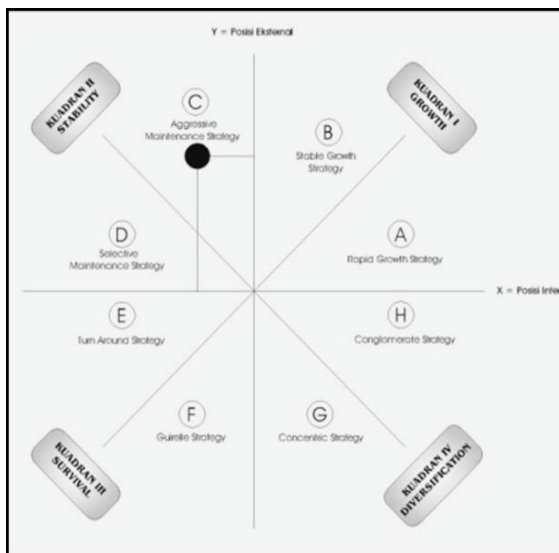 Y = Posisi Eksternal
KUADRAN II
STABILITY
KUADRAN I
GROWTH
C
Aggressive
Maintenance Strategy
B
Stable Growth
Strategy
D
Selective
Maintenance Strategy
A
Rapid Growth Strategy
X = Posisi Inter
E
Turn Around Strategy
H
Conglomerate Strategy
F
Guirelle Strategy
G
Concentric Strategy
KUADRAN III
SURVIVAL
KUADRAN IV
DIVERSIFICATION